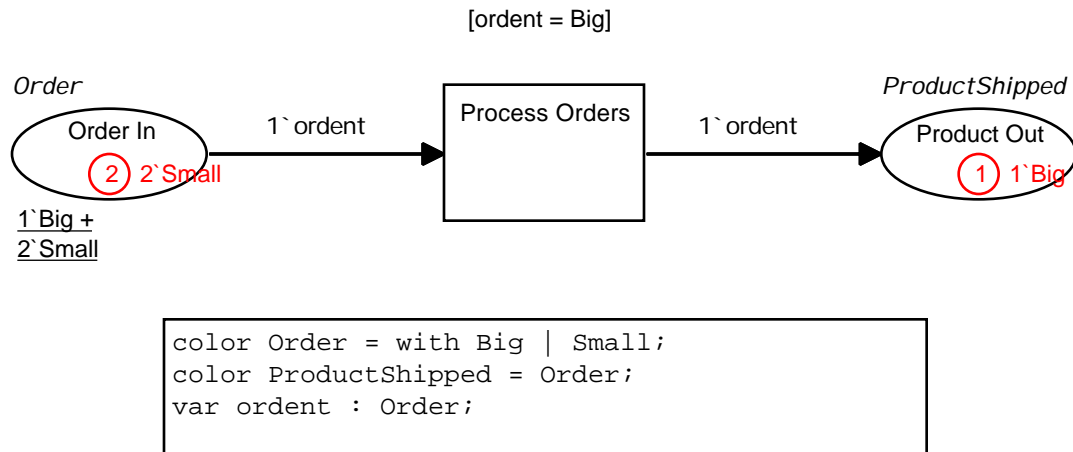 [ordent = Big]
Order
ProductShipped
Order In
1`ordent
Process Orders
1`ordent
Product Out
2 2`Small
1 1`Big
1`Big +
2`Small
color Order = with Big | Small;
color ProductShipped = Order;
var ordent : Order;